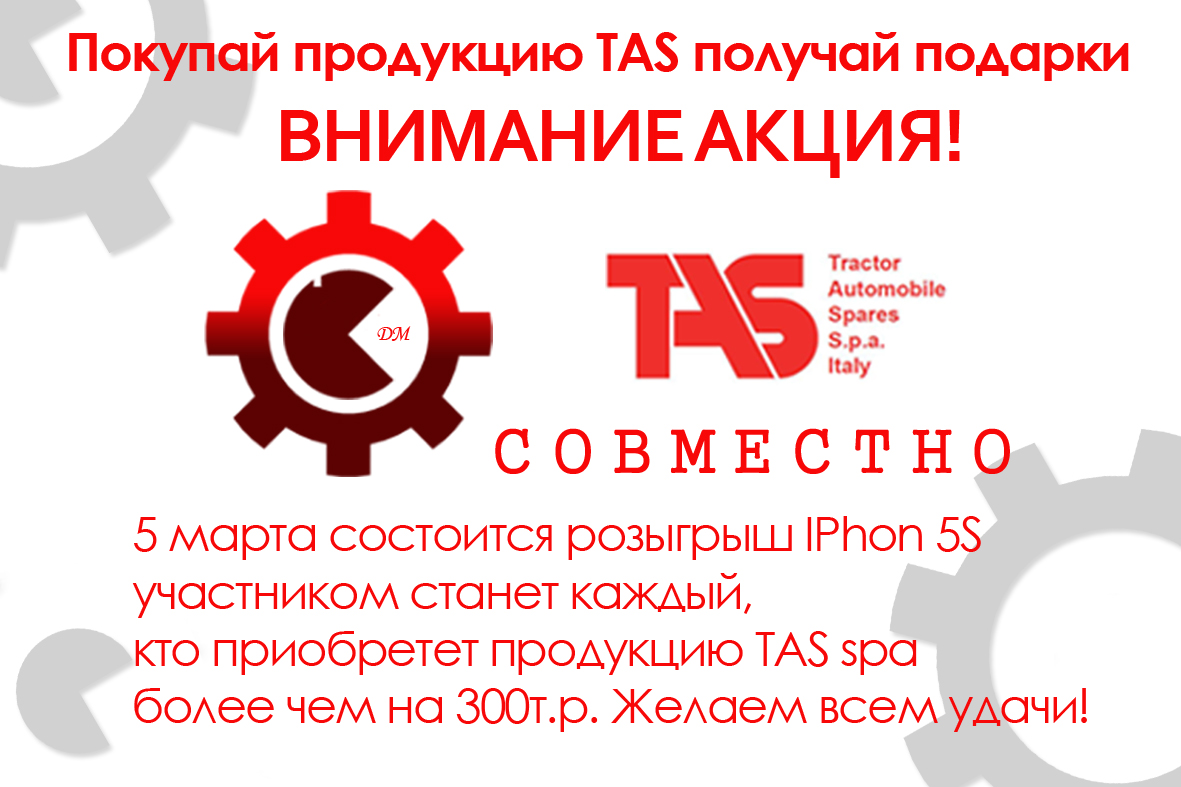 Покупай продукцию TAS получай подарки
ВНИМАНИЕ АКЦИЯ!
DM
TAS
Tractor
Automobile
Spares
S.p.a.
Italy
СОВМЕСТНО
5 марта состоится розыгрыш IPhon 5S
участником станет каждый,
кто приобретет продукцию TAS spa
более чем на 300т.р. Желаем всем удачи!